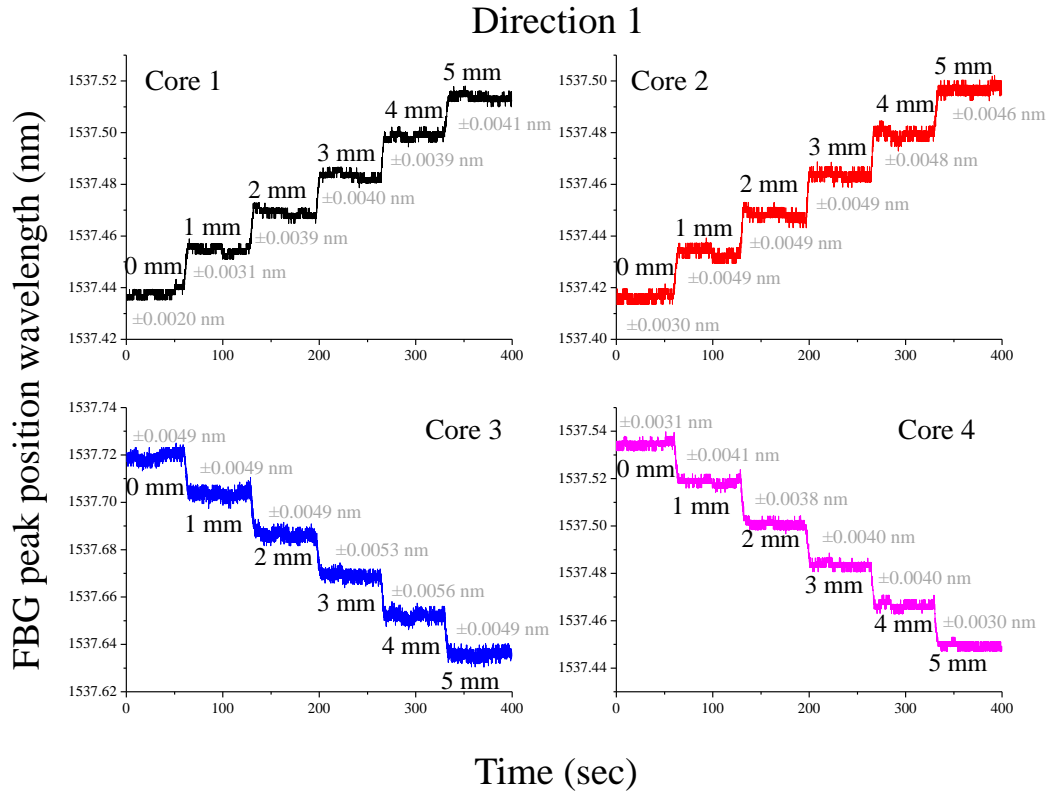 Direction 1
FBG peak position wavelength (nm)
Core 1
1537.52
1537.50
1537.48
1537.46
1537.44
1537.42
0 mm
1 mm
2 mm
3 mm
4 mm
5 mm
±0.0020 nm
±0.0031 nm
±0.0039 nm
±0.0040 nm
±0.0039 nm
±0.0041 nm
0 100 200 300 400
Core 2
1537.50
1537.48
1537.46
1537.44
1537.42
1537.40
0 mm
1 mm
2 mm
3 mm
4 mm
5 mm
±0.0030 nm
±0.0049 nm
±0.0049 nm
±0.0049 nm
±0.0048 nm
±0.0046 nm
0 100 200 300 400
Core 3
1537.74
1537.72
1537.70
1537.68
1537.66
1537.64
1537.62
±0.0049 nm
±0.0049 nm
±0.0049 nm
±0.0053 nm
±0.0056 nm
±0.0049 nm
0 mm
1 mm
2 mm
3 mm
4 mm
5 mm
0 100 200 300 400
Core 4
1537.54
1537.52
1537.50
1537.48
1537.46
1537.44
±0.0031 nm
±0.0041 nm
±0.0038 nm
±0.0040 nm
±0.0040 nm
±0.0030 nm
0 mm
1 mm
2 mm
3 mm
4 mm
5 mm
0 100 200 300 400
Time (sec)